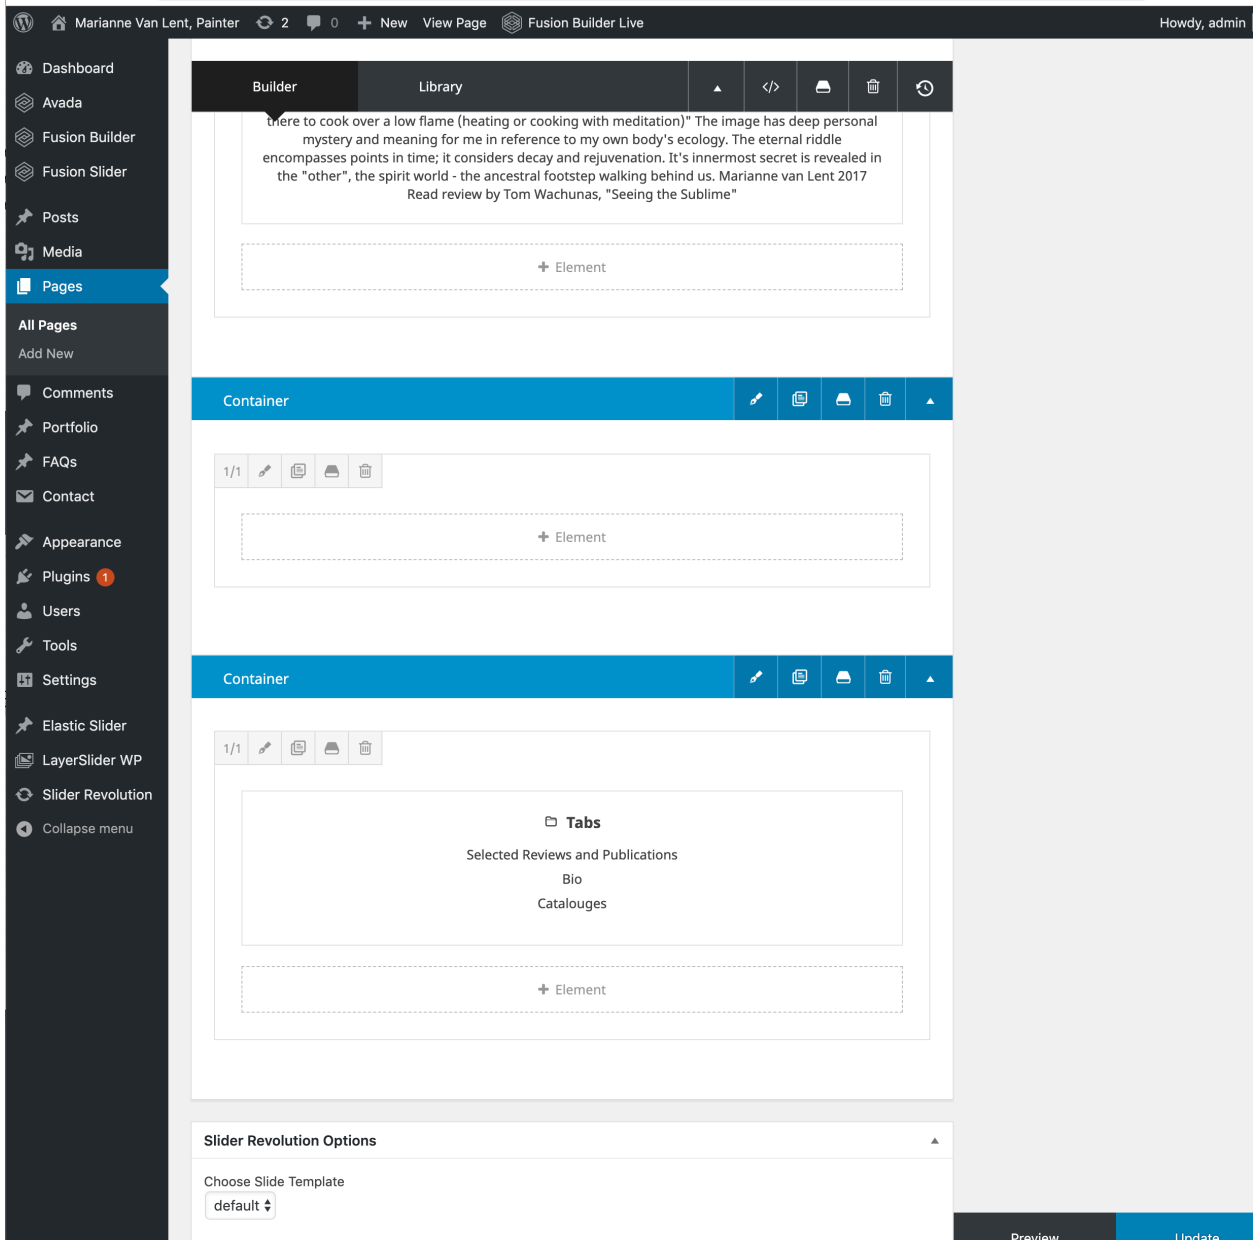 Marianne Van Lent, Painter 2 0 New View Page Fusion Builder Live Howdy, admin
Dashboard
Avada
Fusion Builder
Fusion Slider
Posts
Media
Pages
All Pages
Add New
Comments
Portfolio
FAQs
Contact
Appearance
Plugins 1
Users
Tools
Settings
Elastic Slider
LayerSlider WP
Slider Revolution
Collapse menu
Builder Library </>
there to cook over a low flame (heating or cooking with meditation)" The image has deep personal
mystery and meaning for me in reference to my own body's ecology. The eternal riddle
encompasses points in time; it considers decay and rejuvenation. It's innermost secret is revealed in
the "other", the spirit world - the ancestral footstep walking behind us. Marianne van Lent 2017
Read review by Tom Wachunas, "Seeing the Sublime"
+ Element
Container
1/1
+ Element
Container
1/1
Tabs
Selected Reviews and Publications
Bio
Catalouges
+ Element
Slider Revolution Options
Choose Slide Template
default
Preview Update